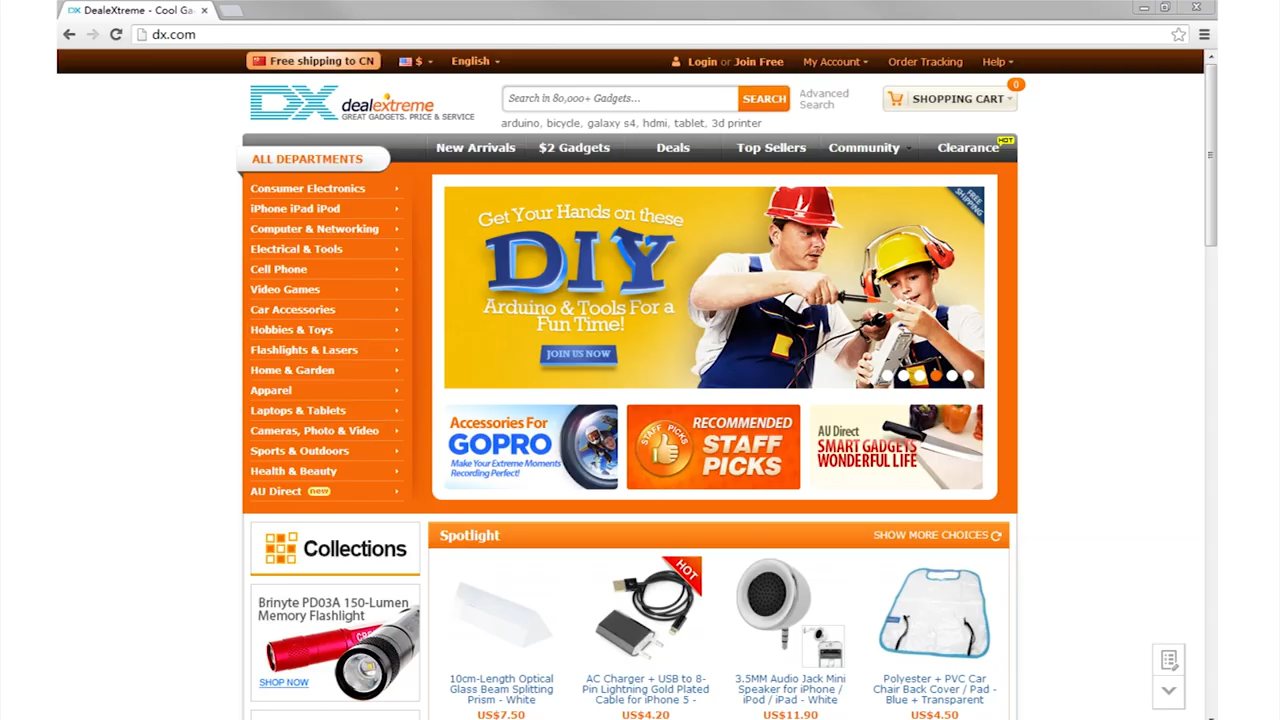 DealeXtreme - Cool Ga
dx.com
Free shipping to CN
$
English
Login or Join Free
My Account
Order Tracking
Help
DX dealextreme
GREAT GADGETS. PRICE & SERVICE
Search in 80,000+ Gadgets...
SEARCH
Advanced
Search
SHOPPING CART
0
arduino, bicycle, galaxy s4, hdmi, tablet, 3d printer
ALL DEPARTMENTS
New Arrivals
$2 Gadgets
Deals
Top Sellers
Community
Clearance
HOT
Consumer Electronics
iPhone iPad iPod
Computer & Networking
Electrical & Tools
Cell Phone
Video Games
Car Accessories
Hobbies & Toys
Flashlights & Lasers
Home & Garden
Apparel
Laptops & Tablets
Cameras, Photo & Video
Sports & Outdoors
Health & Beauty
AU Direct new
Get Your Hands on these
DIY
Arduino & Tools For a
Fun Time!
JOIN US NOW
FREE
SHIPPING
Accessories For
GOPRO
Make Your Extreme Moments
Recording Perfect!
STAFF PICKS
RECOMMENDED
STAFF
PICKS
AU Direct
SMART GADGETS
WONDERFUL LIFE
Collections
Brinyte PD03A 150-Lumen
Memory Flashlight
SHOP NOW
Spotlight
SHOW MORE CHOICES
HOT
10cm-Length Optical
Glass Beam Splitting
Prism - White
US$7.50
AC Charger + USB to 8-
Pin Lightning Gold Plated
Cable for iPhone 5 -
US$4.20
3.5MM Audio Jack Mini
Speaker for iPhone /
iPod / iPad - White
US$11.90
Polyester + PVC Car
Chair Back Cover / Pad -
Blue + Transparent
US$4.50